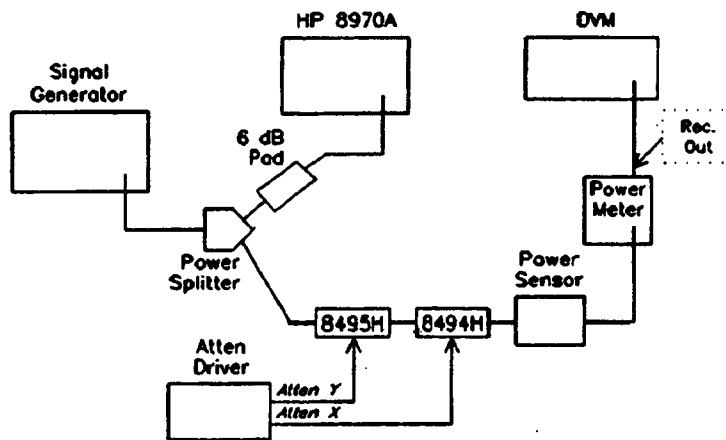 HP 8970A
DVM
Signal
Generator
6 dB
Pad
Rec.
Out
Power
Meter
Power
Splitter
Power
Sensor
8495H
8494H
Atten
Driver
Atten Y
Atten X